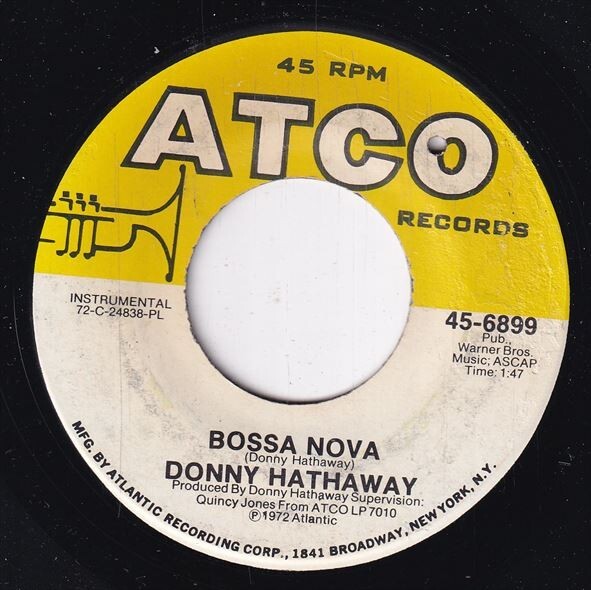 45 RPM
ATCO
RECORDS
INSTRUMENTAL
72-C-24838-PL
45-6899
Pub.,
Warner Bros.
Music; ASCAP
Time: 1:47
BOSSA NOVA
(Donny Hathaway)
DONNY HATHAWAY
Produced By Donny Hathaway Supervision:
Quincy Jones From ATCO LP 7010
Ⓟ1972 Atlantic
MFG. BY ATLANTIC RECORDING CORP., 1841 BROADWAY, NEW YORK, N.Y.